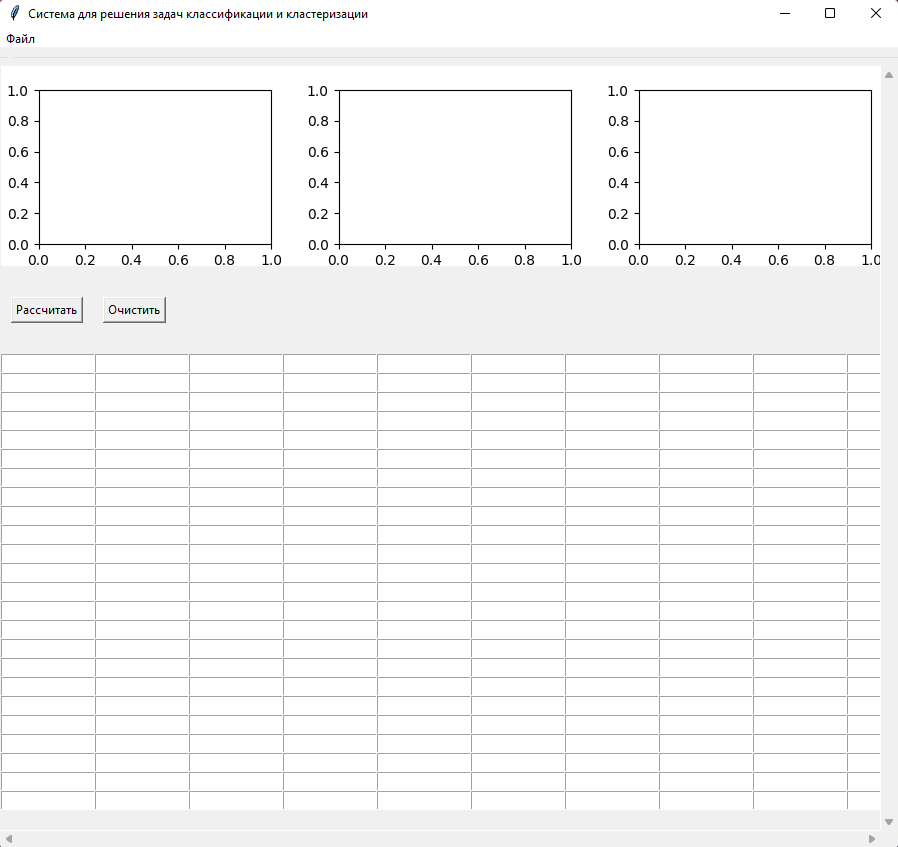 Система для решения задач классификации и кластеризации
Файл
1.0 1.0 1.0
0.8 0.8 0.8
0.6 0.6 0.6
0.4 0.4 0.4
0.2 0.2 0.2
0.0 0.0 0.0
0.0 0.2 0.4 0.6 0.8 1.0 0.0 0.2 0.4 0.6 0.8 1.0 0.0 0.2 0.4 0.6 0.8 1.0
Рассчитать Очистить